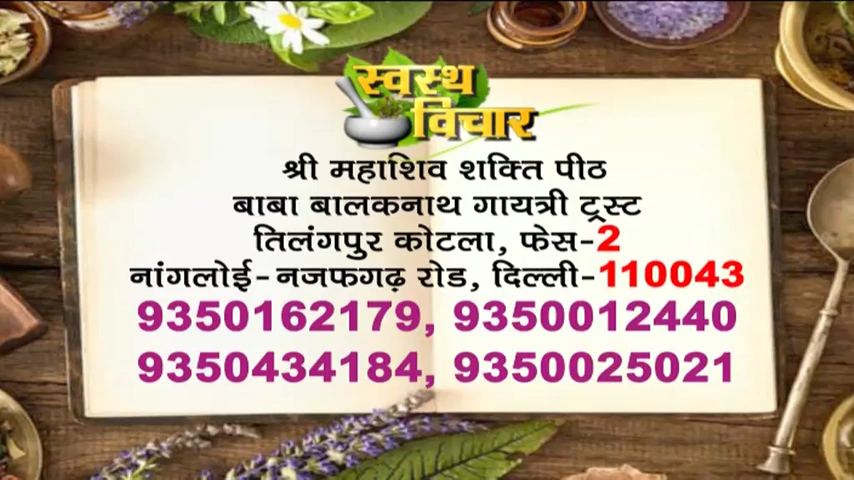 स्वस्थ
विचार
श्री महाशिव शक्ति पीठ
बाबा बालकनाथ गायत्री ट्रस्ट
तिलंगपुर कोटला, फेस-2
नांगलोई-नजफगढ़ रोड, दिल्ली-110043
9350162179, 9350012440
9350434184, 9350025021